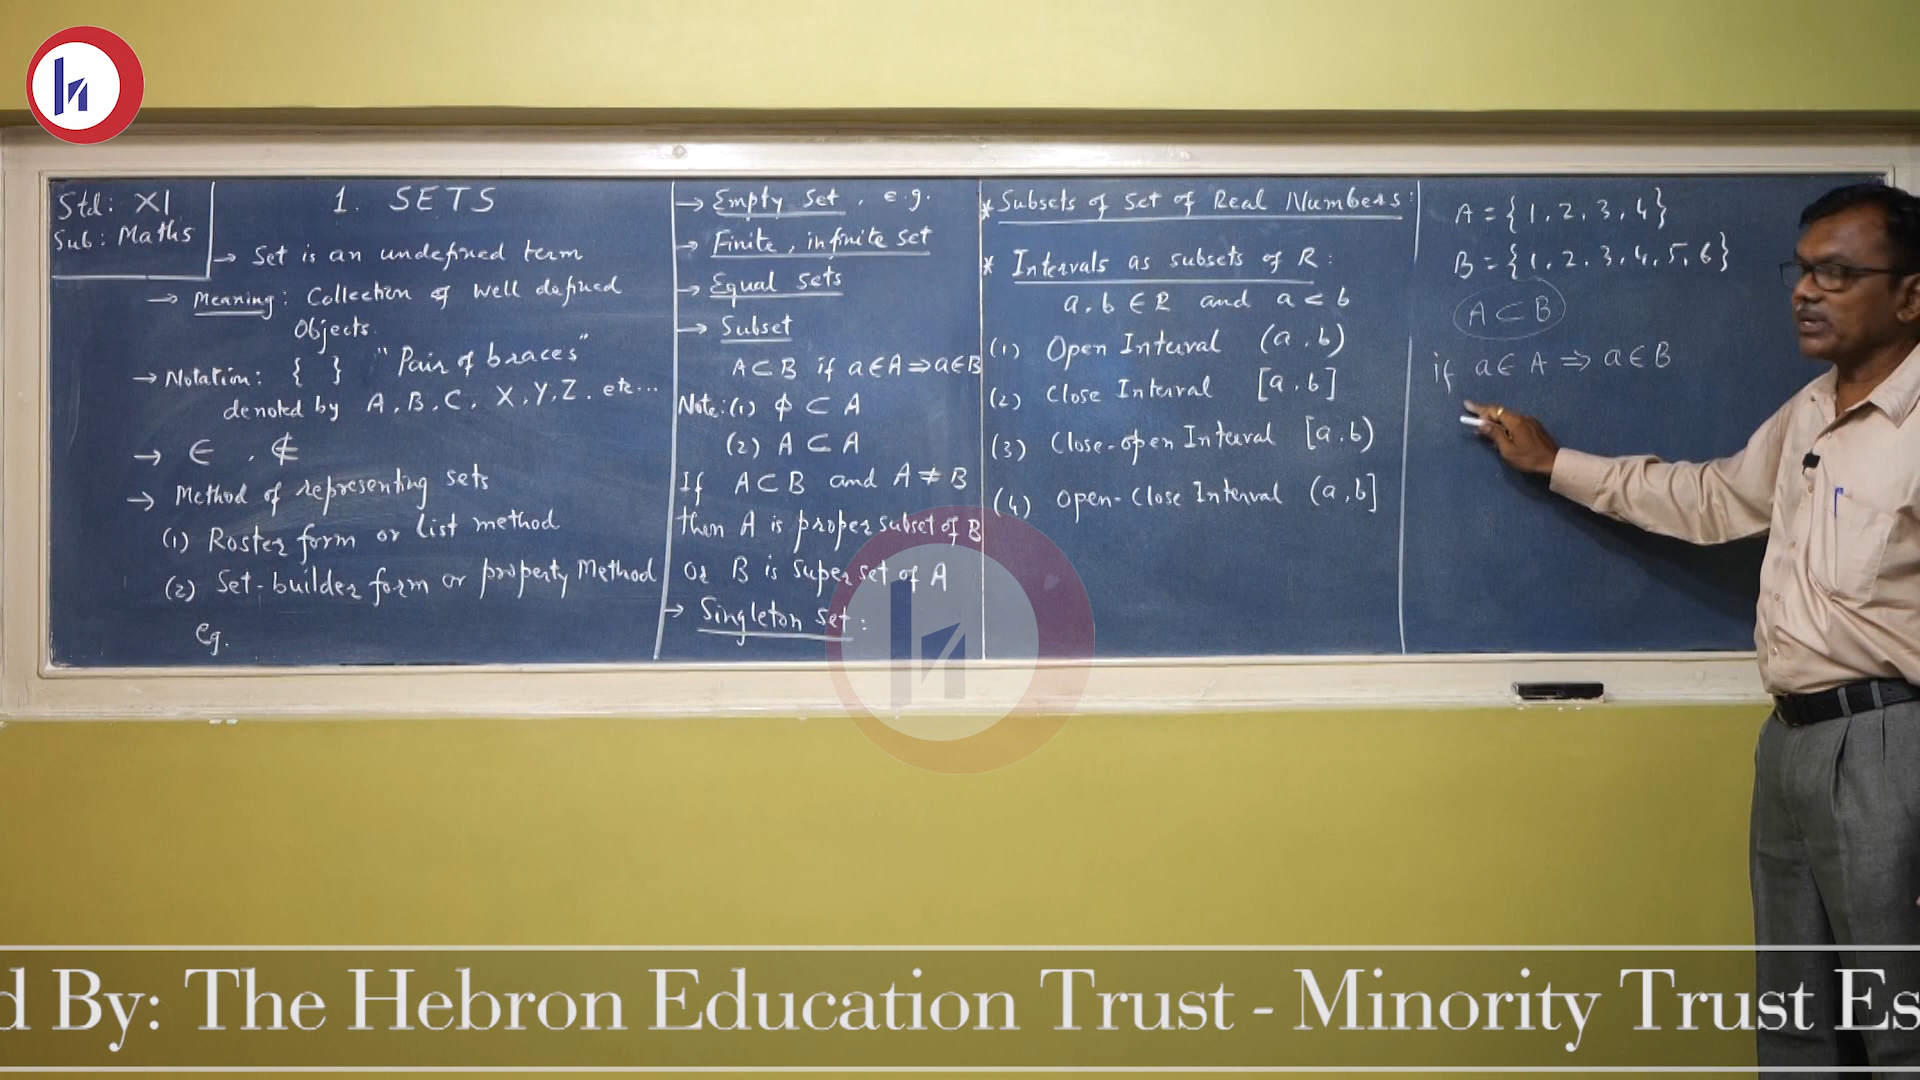 Std: XI
Sub: Maths
1. SETS
→ Set is an undefined term
→ Meaning: Collection of well defined
Objects.
→ Notation: { } "Pair of braces"
denoted by A, B, C, X, Y, Z, etc...
→ ∈ , ∉
→ Method of representing sets
(1) Roster form or List method
(2) Set-builder form or property Method
eg.
→ Empty set, e.g.
→ Finite, infinite set
→ Equal sets
→ Subset
A⊂B if a∈A⇒a∈B
Note: (1) ϕ ⊂ A
(2) A ⊂ A
If A⊂B and A≠B
then A is proper subset of B
Or B is super set of A
→ Singleton set:
* Subsets of set of Real Numbers:
* Intervals as subsets of R:
a, b ∈ R and a < b
(1) Open Interval (a, b)
(2) Close Interval [a, b]
(3) Close-open Interval [a, b)
(4) Open-Close Interval (a, b]
A = {1, 2, 3, 4}
B = {1, 2, 3, 4, 5, 6}
A⊂B
if a∈A ⇒ a∈B
d By: The Hebron Education Trust - Minority Trust Es